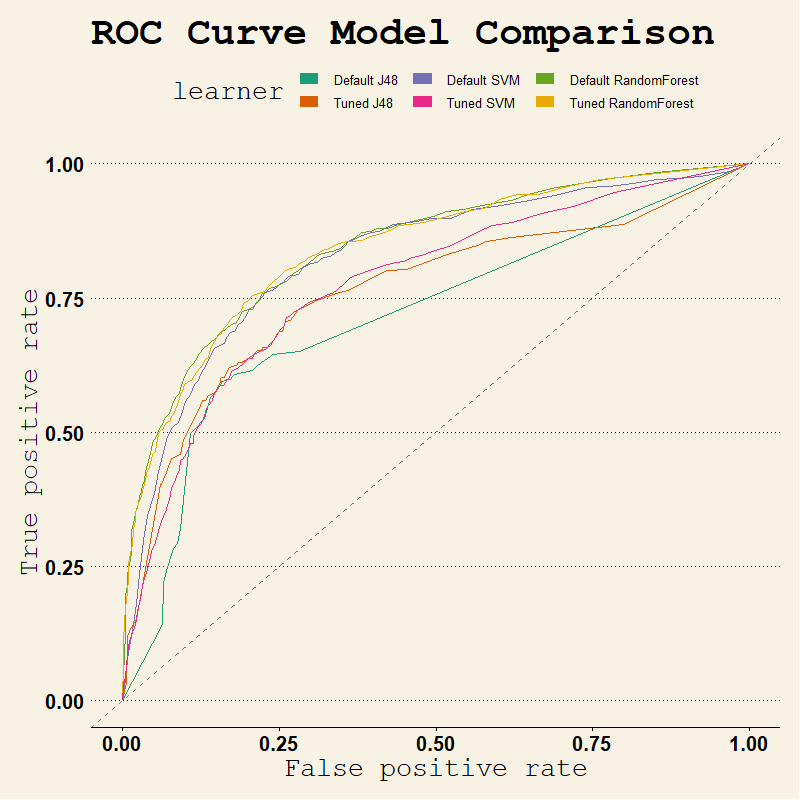 ROC Curve Model Comparison
learner
Default J48
Default SVM
Default RandomForest
Tuned J48
Tuned SVM
Tuned RandomForest
True positive rate
1.00
0.75
0.50
0.25
0.00
0.00 0.25 0.50 0.75 1.00
False positive rate